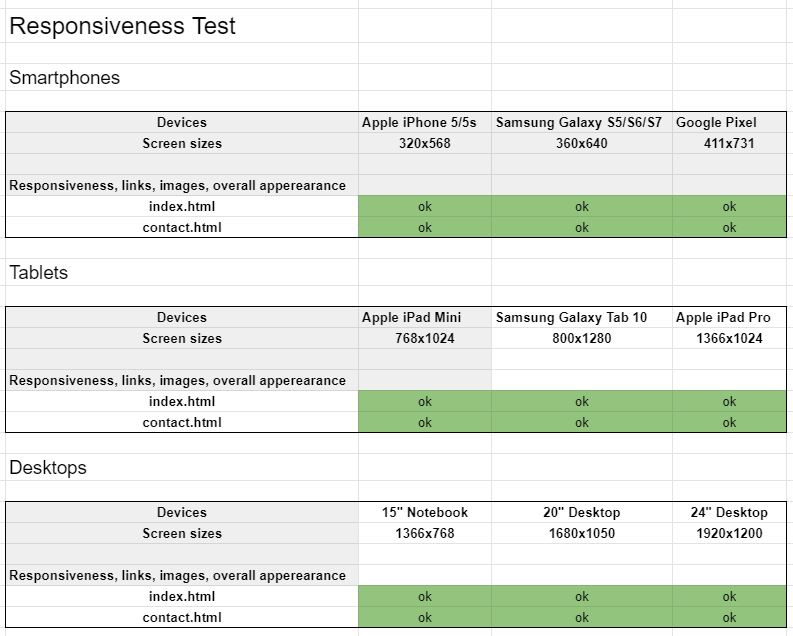 Responsiveness Test
Smartphones
Devices Apple iPhone 5/5s Samsung Galaxy S5/S6/S7 Google Pixel
Screen sizes 320x568 360x640 411x731
Responsiveness, links, images, overall apperearance
index.html ok ok ok
contact.html ok ok ok
Tablets
Devices Apple iPad Mini Samsung Galaxy Tab 10 Apple iPad Pro
Screen sizes 768x1024 800x1280 1366x1024
Responsiveness, links, images, overall apperearance
index.html ok ok ok
contact.html ok ok ok
Desktops
Devices 15" Notebook 20" Desktop 24" Desktop
Screen sizes 1366x768 1680x1050 1920x1200
Responsiveness, links, images, overall apperearance
index.html ok ok ok
contact.html ok ok ok